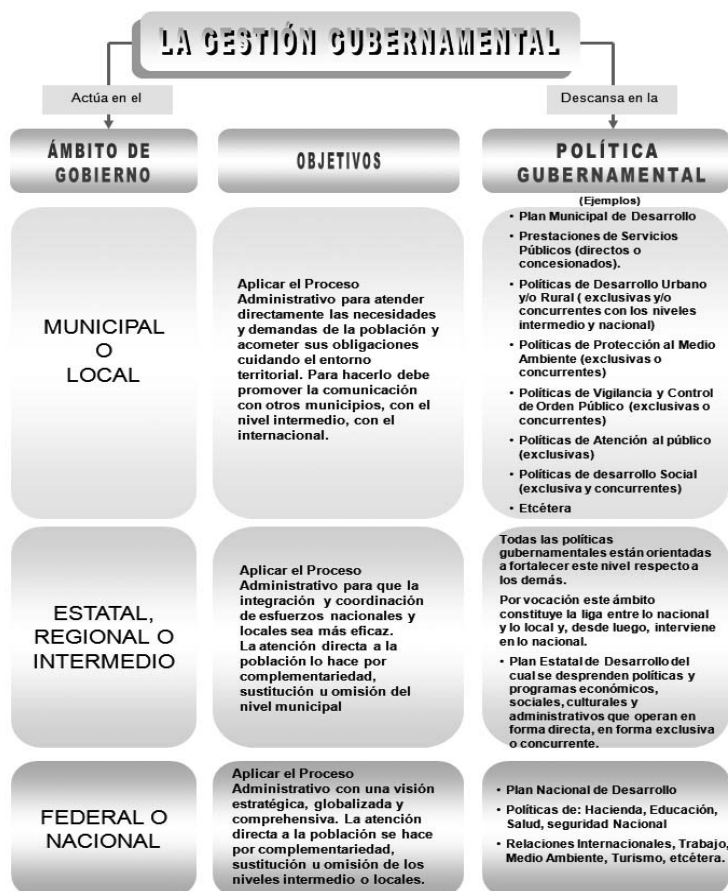 LA GESTIÓN GUBERNAMENTAL
Actúa en el
Descansa en la
ÁMBITO DE
GOBIERNO
OBJETIVOS
POLÍTICA
GUBERNAMENTAL
(Ejemplos)
MUNICIPAL
O
LOCAL
Aplicar el Proceso
Administrativo para atender
directamente las necesidades
y demandas de la población y
acometer sus obligaciones
cuidando el entorno
territorial. Para hacerlo debe
promover la comunicación
con otros municipios, con el
nivel intermedio, con el
internacional.
• Plan Municipal de Desarrollo
• Prestaciones de Servicios
Públicos (directos o
concesionados).
• Políticas de Desarrollo Urbano
y/o Rural ( exclusivas y/o
concurrentes con los niveles
intermedio y nacional)
• Políticas de Protección al Medio
Ambiente (exclusivas o
concurrentes)
• Políticas de Vigilancia y Control
de Orden Público (exclusivas o
concurrentes)
• Políticas de Atención al público
(exclusivas)
• Políticas de desarrollo Social
(exclusiva y concurrentes)
• Etcétera
ESTATAL,
REGIONAL O
INTERMEDIO
Aplicar el Proceso
Administrativo para que la
integración y coordinación
de esfuerzos nacionales y
locales sea más eficaz.
La atención directa a la
población lo hace por
complementariedad,
sustitución u omisión del
nivel municipal
Todas las políticas
gubernamentales están orientadas
a fortalecer este nivel respecto a
los demás.
Por vocación este ámbito
constituye la liga entre lo nacional
y lo local y, desde luego, interviene
en lo nacional.
• Plan Estatal de Desarrollo del
cual se desprenden políticas y
programas económicos,
sociales, culturales y
administrativos que operan en
forma directa, en forma exclusiva
o concurrente.
FEDERAL O
NACIONAL
Aplicar el Proceso
Administrativo con una visión
estratégica, globalizada y
comprehensiva. La atención
directa a la población se hace
por complementariedad,
sustitución u omisión de los
niveles intermedio o locales.
• Plan Nacional de Desarrollo
• Políticas de: Hacienda, Educación,
Salud, seguridad Nacional
• Relaciones Internacionales, Trabajo,
Medio Ambiente, Turismo, etcétera.